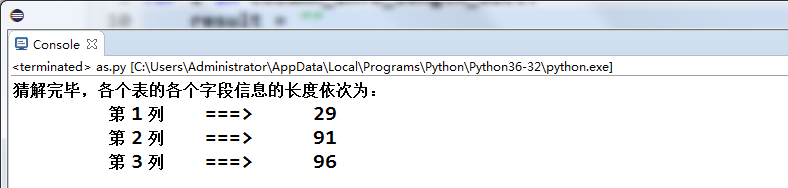 10 result = ""
Console
<terminated> as.py [C:\Users\Administrator\AppData\Local\Programs\Python\Python36-32\python.exe]
猜解完毕，各个表的各个字段信息的长度依次为：
第 1 列 ===> 29
第 2 列 ===> 91
第 3 列 ===> 96